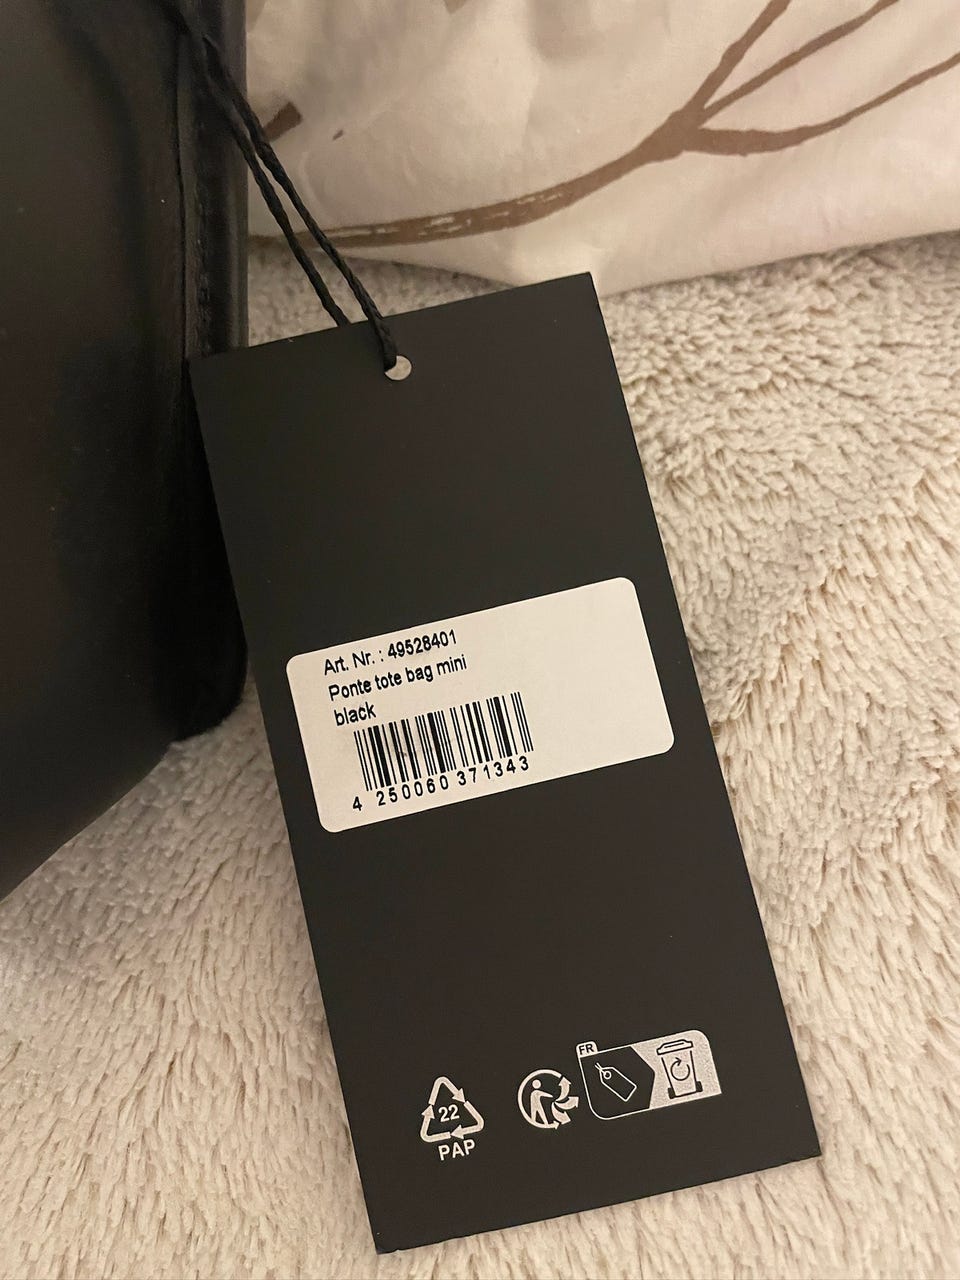 Art. Nr. : 49528401
Ponte tote bag mini
black
4 250060 371343
FR
22
PAP